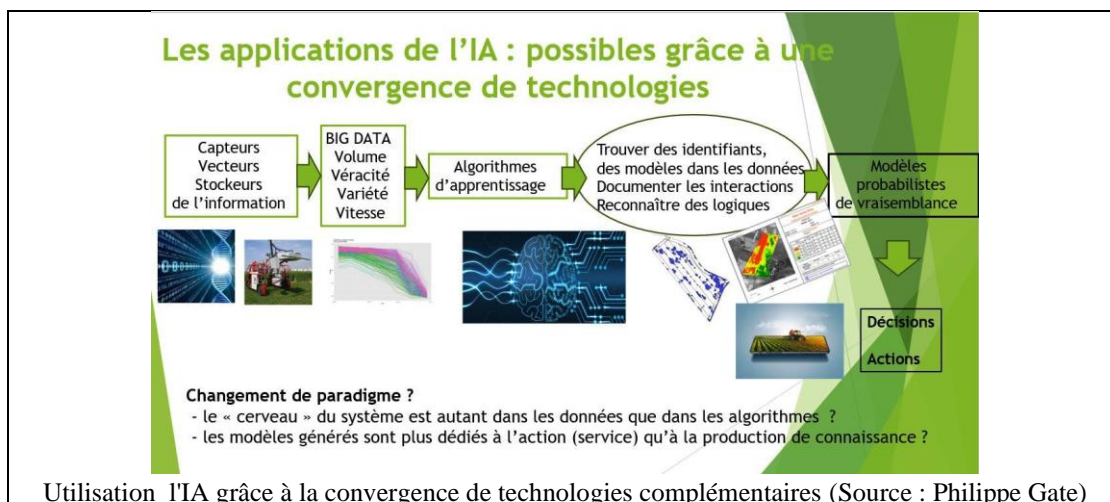 Les applications de l'IA : possibles grâce à une
convergence de technologies
Capteurs
Vecteurs
Stockeurs
de l'information
BIG DATA
Volume
Véracité
Variété
Vitesse
Algorithmes
d'apprentissage
Trouver des identifiants,
des modèles dans les données
Documenter les interactions
Reconnaître des logiques
Modèles
probabilistes
de vraisemblance
Décisions
Actions
Changement de paradigme ?
- le « cerveau » du système est autant dans les données que dans les algorithmes ?
- les modèles générés sont plus dédiés à l'action (service) qu'à la production de connaissance ?
Utilisation l'IA grâce à la convergence de technologies complémentaires (Source : Philippe Gate)